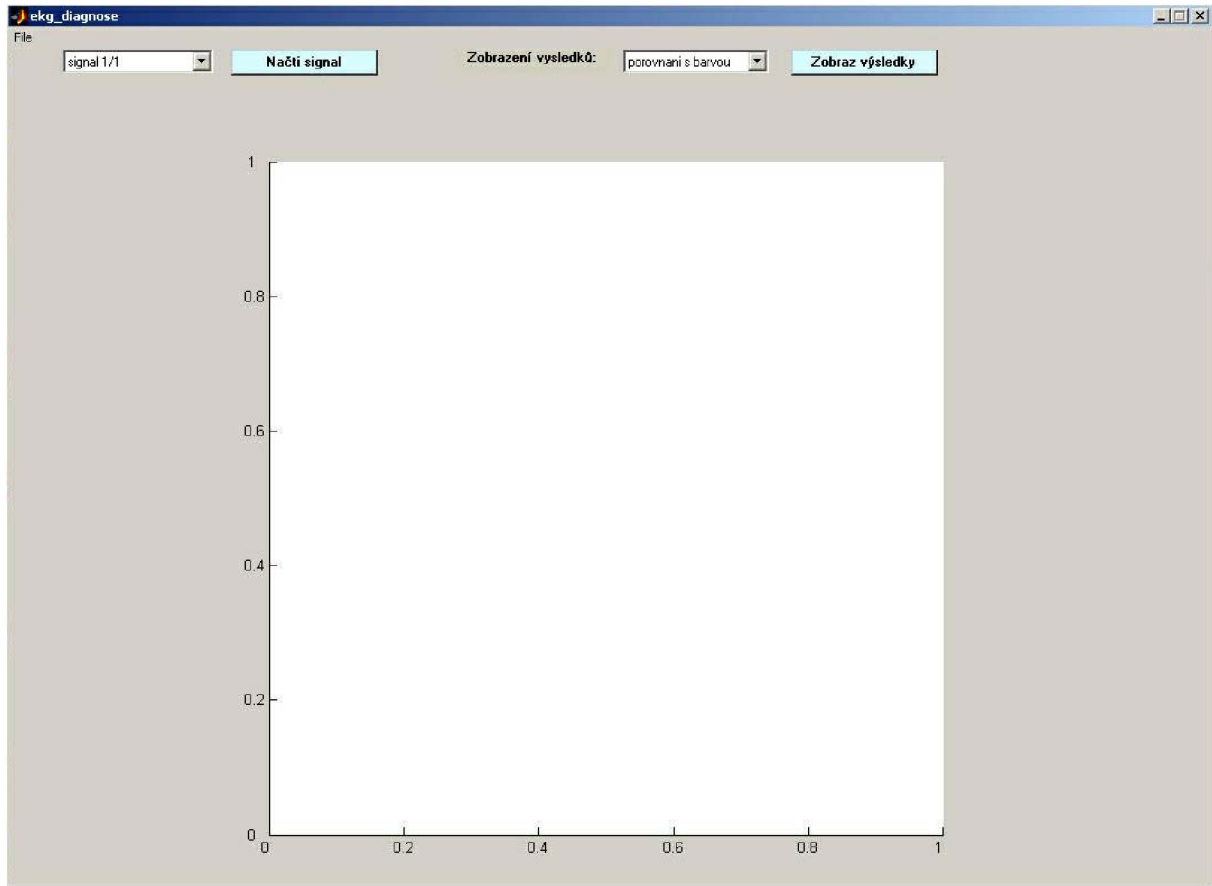 ekg_diagnose
File
signal 1/1 Načti signal Zobrazení vysledků: porovnani s barvou Zobraz výsledky
1
0.8
0.6
0.4
0.2
0
0 0.2 0.4 0.6 0.8 1